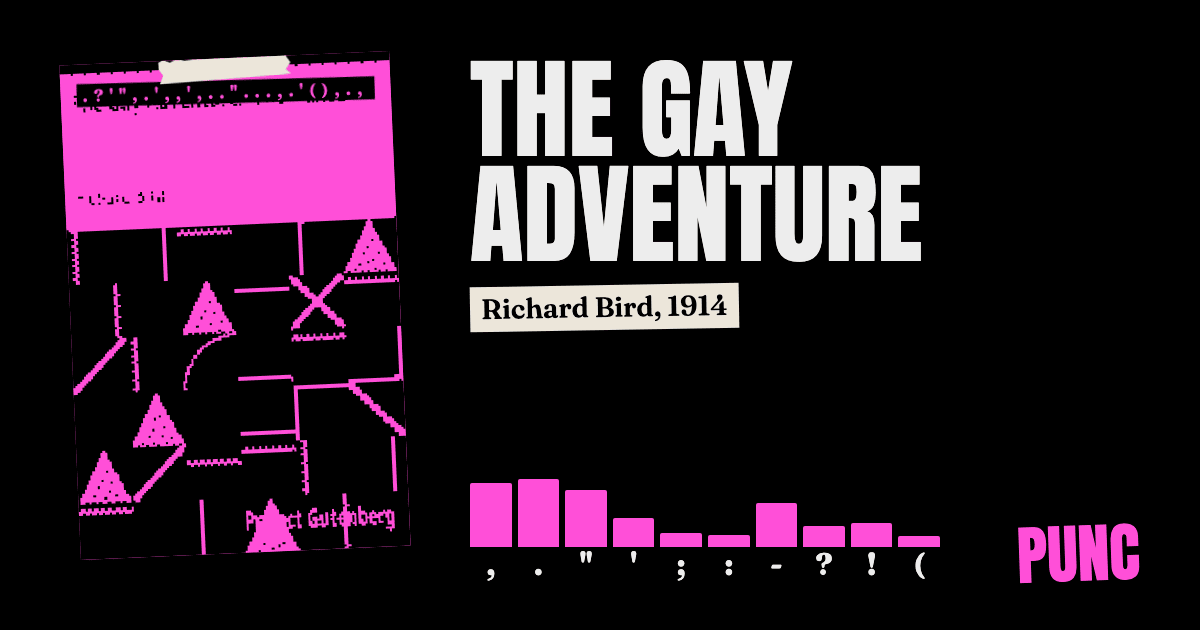 .?'",.',,',.."...,.'(),.,
Project Gutenberg
THE GAY
ADVENTURE
Richard Bird, 1914
, . " ' ; : - ? ! (
PUNC